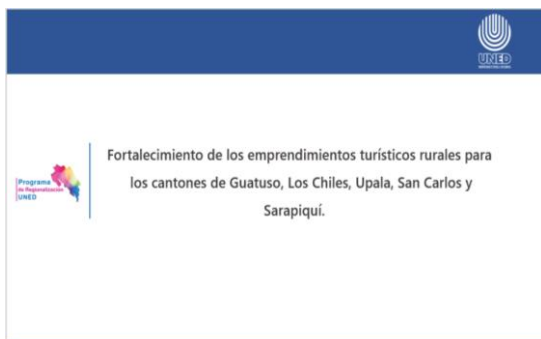 UNED
Fortalecimiento de los emprendimientos turísticos rurales para
los cantones de Guatuso, Los Chiles, Upala, San Carlos y
Sarapiquí.
Programa
de Regionalización
UNED